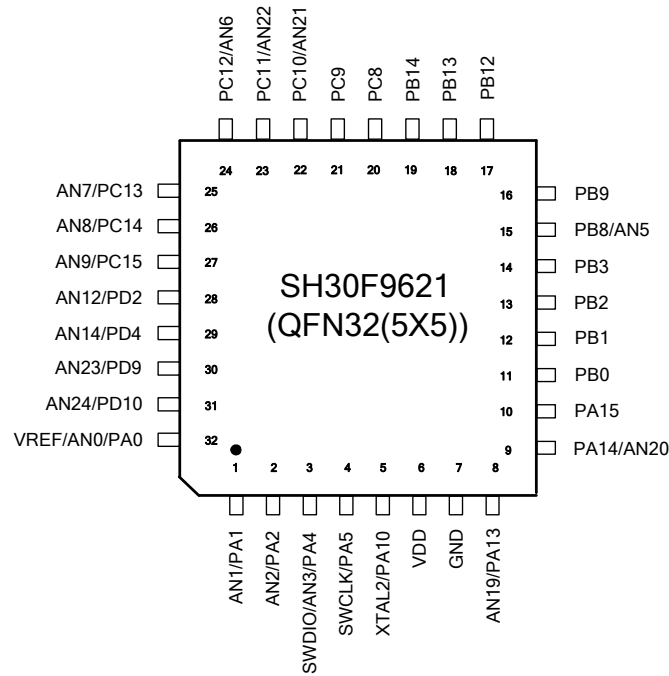 PC12/AN6
PC11/AN22
PC10/AN21
PC9
PC8
PB14
PB13
PB12
24
23
22
21
20
19
18
17
AN7/PC13
25
AN8/PC14
26
AN9/PC15
27
AN12/PD2
28
AN14/PD4
29
AN23/PD9
30
AN24/PD10
31
VREF/AN0/PA0
32
SH30F9621
(QFN32(5X5))
16
PB9
15
PB8/AN5
14
PB3
13
PB2
12
PB1
11
PB0
10
PA15
9
PA14/AN20
1
2
3
4
5
6
7
8
AN1/PA1
AN2/PA2
SWDIO/AN3/PA4
SWCLK/PA5
XTAL2/PA10
VDD
GND
AN19/PA13